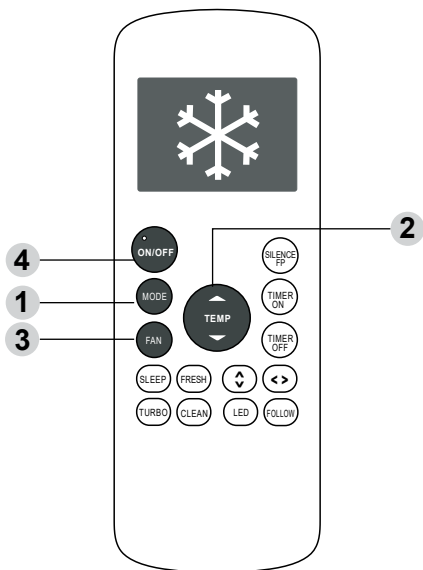 2
ON/OFF
SILENCE
FP
4
MODE
TIMER
ON
1
TEMP
FAN
TIMER
OFF
3
SLEEP FRESH
TURBO CLEAN LED FOLLOW